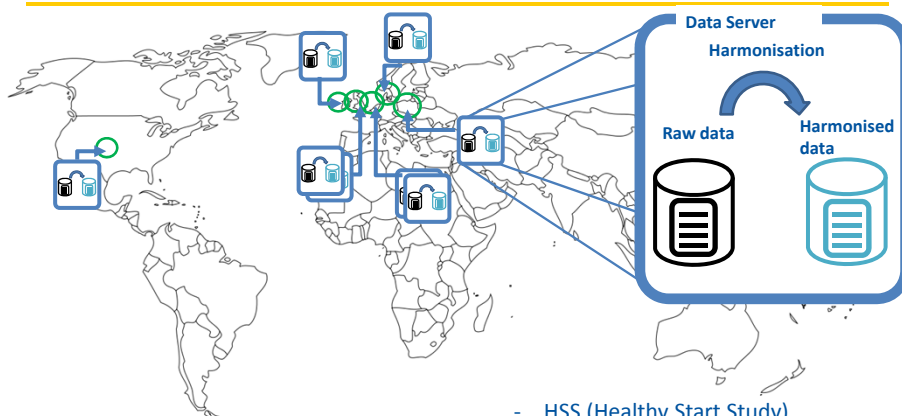 Data Server
Harmonisation
Raw data
Harmonised
data
- HSS (Healthy Start Study)